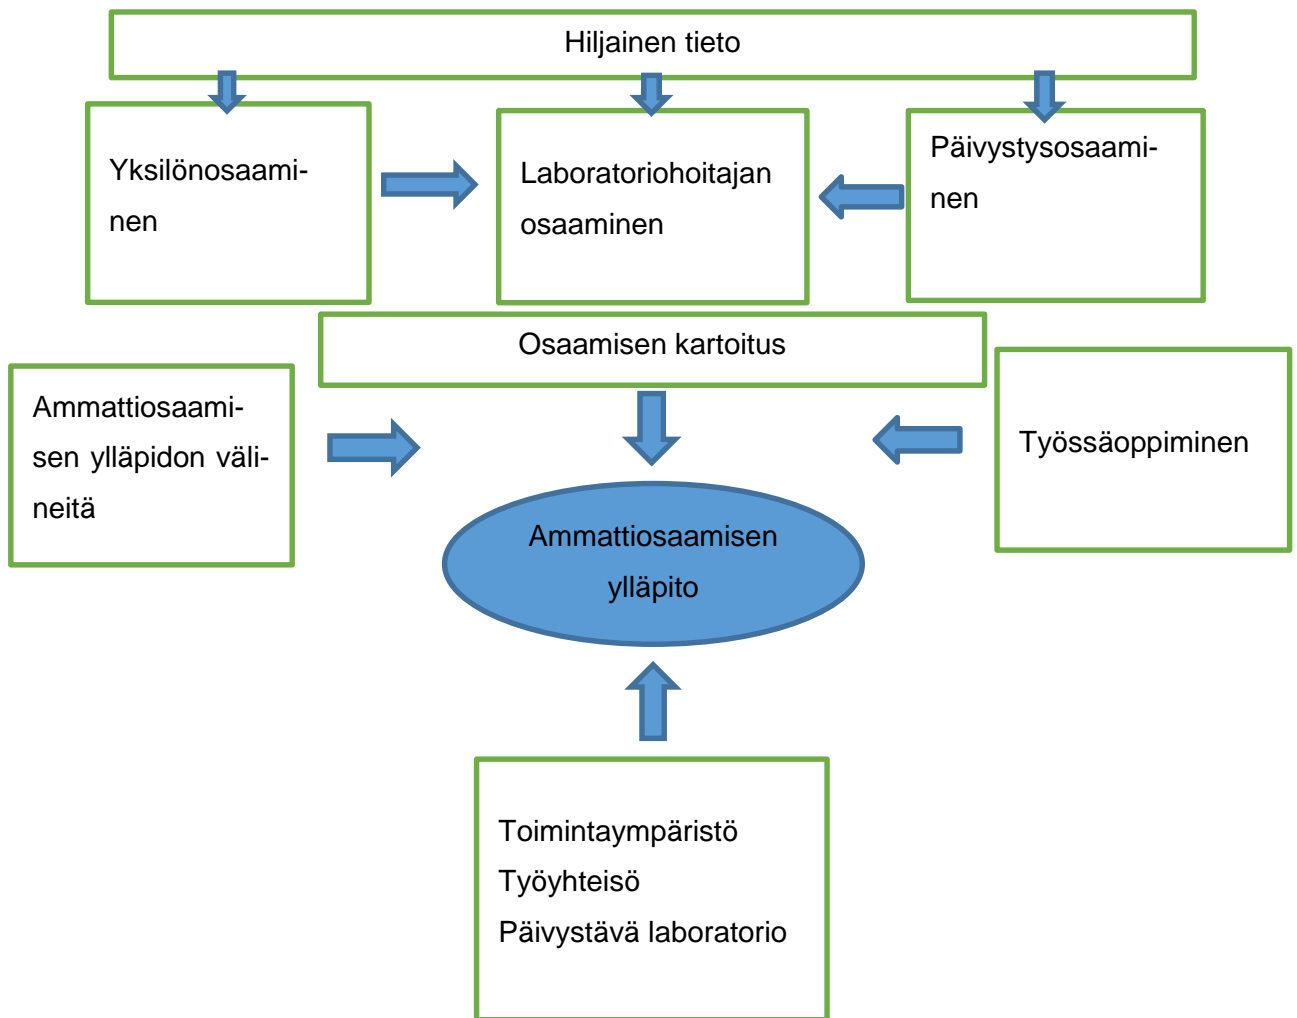 Hiljainen tieto
Yksilönosaami-
nen
Laboratoriohoitajan
osaaminen
Päivystysosaami-
nen
Osaamisen kartoitus
Ammattiosaami-
sen ylläpidon väli-
neitä
Työssäoppiminen
Ammattiosaamisen
ylläpito
Toimintaympäristö
Työyhteisö
Päivystävä laboratorio